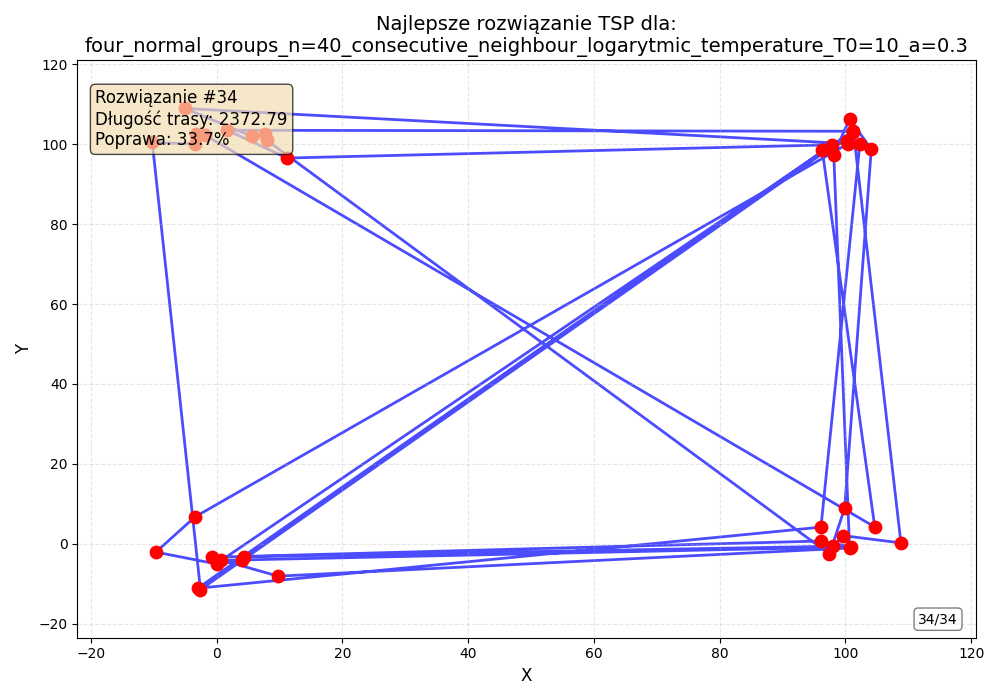 Najlepsze rozwiązanie TSP dla:
four_normal_groups_n=40_consecutive_neighbour_logarytmic_temperature_T0=10_a=0.3
Rozwiązanie #34
Długość trasy: 2372.79
Poprawa: 33.7%
120
100
80
60
40
20
0
−20
Y
34/34
−20
0
20
40
60
80
100
120
X